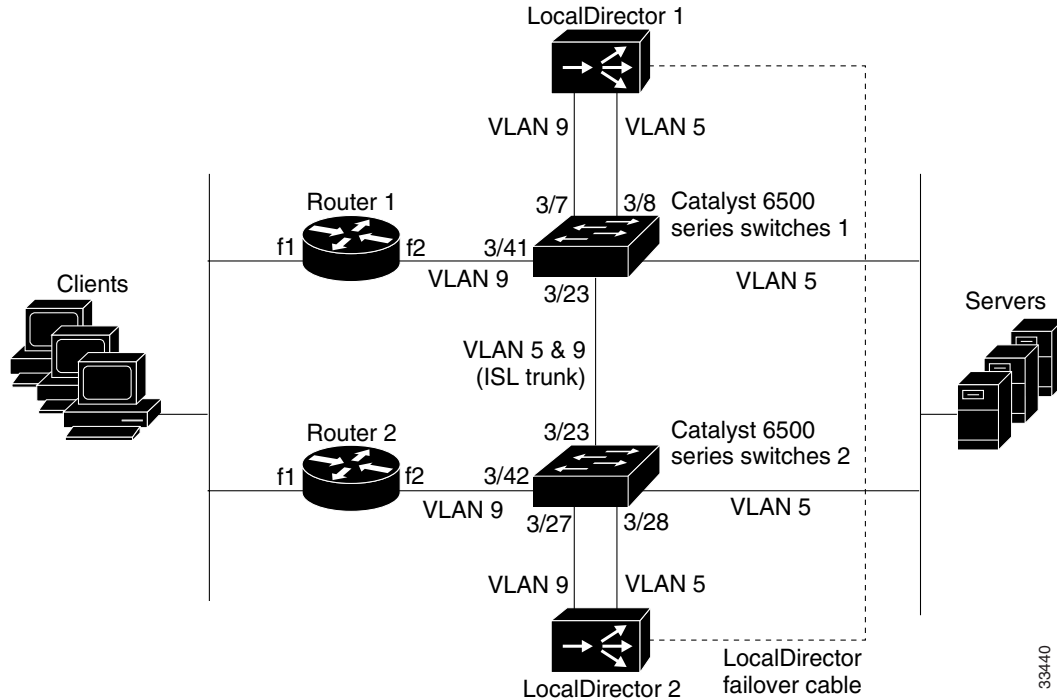 LocalDirector 1
VLAN 9
VLAN 5
Router 1
3/7
3/8
Catalyst 6500
series switches 1
f1
f2
3/41
VLAN 9
VLAN 5
3/23
Clients
Servers
VLAN 5 & 9
(ISL trunk)
Router 2
3/23
Catalyst 6500
series switches 2
f1
f2
3/42
VLAN 9
VLAN 5
3/27
3/28
VLAN 9
VLAN 5
LocalDirector
failover cable
LocalDirector 2
33440